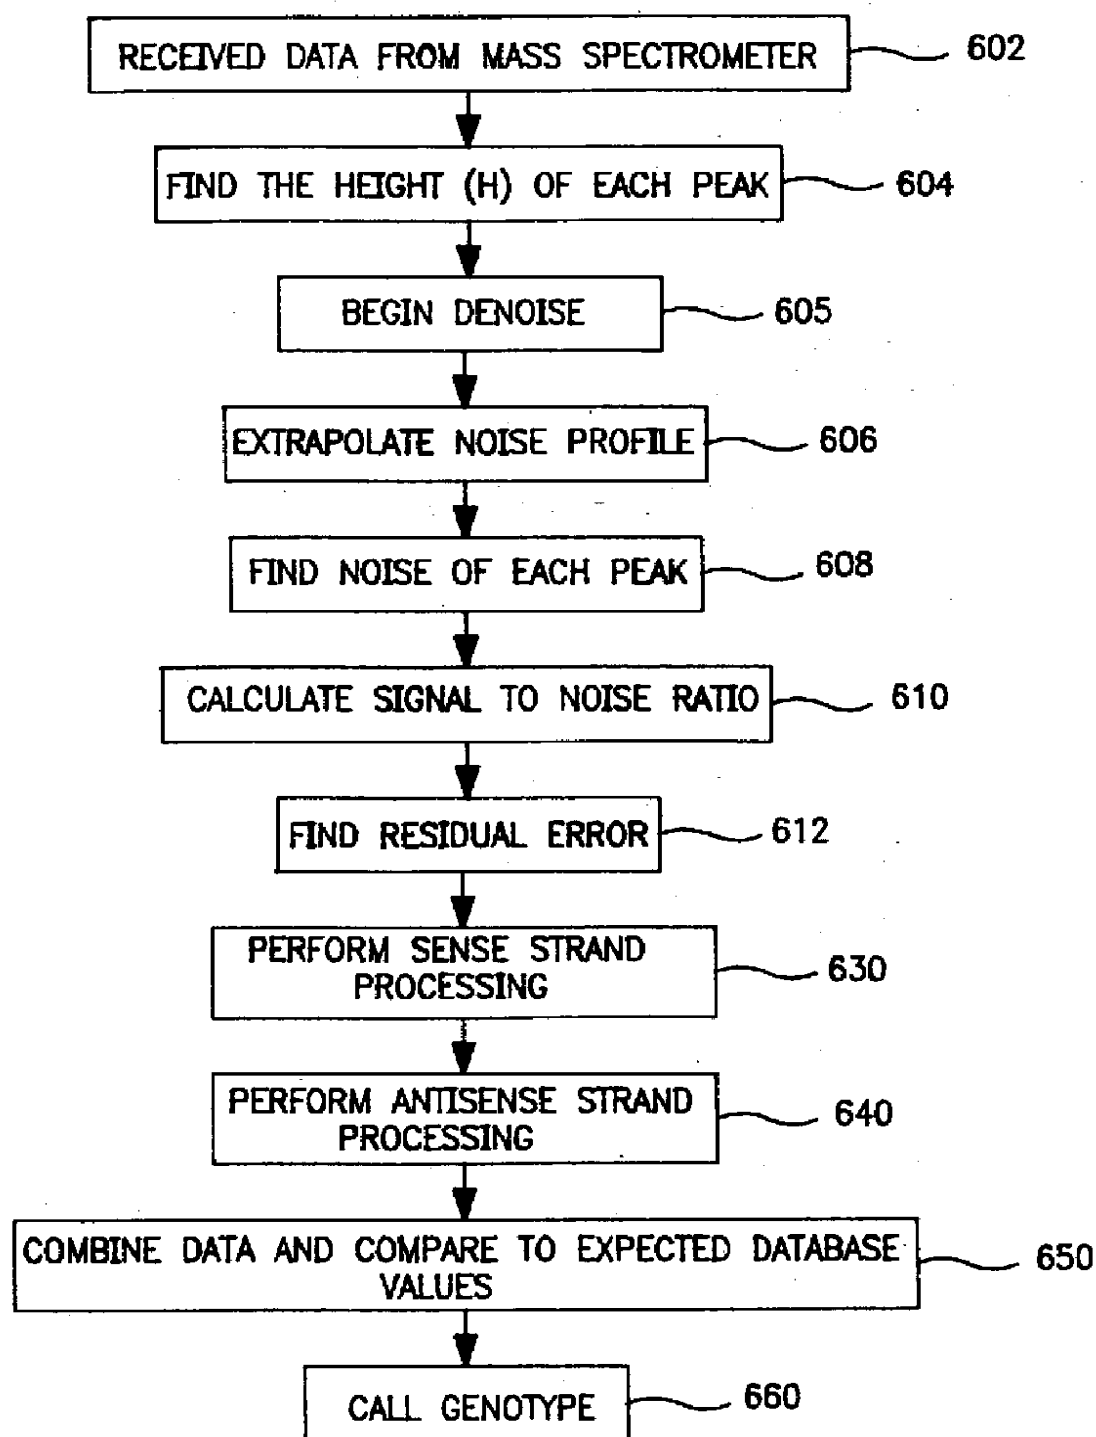 RECEIVED DATA FROM MASS SPECTROMETER 602
FIND THE HEIGHT (H) OF EACH PEAK 604
BEGIN DENOISE 605
EXTRAPOLATE NOISE PROFILE 606
FIND NOISE OF EACH PEAK 608
CALCULATE SIGNAL TO NOISE RATIO 610
FIND RESIDUAL ERROR 612
PERFORM SENSE STRAND
PROCESSING 630
PERFORM ANTISENSE STRAND
PROCESSING 640
COMBINE DATA AND COMPARE TO EXPECTED DATABASE
VALUES 650
CALL GENOTYPE 660